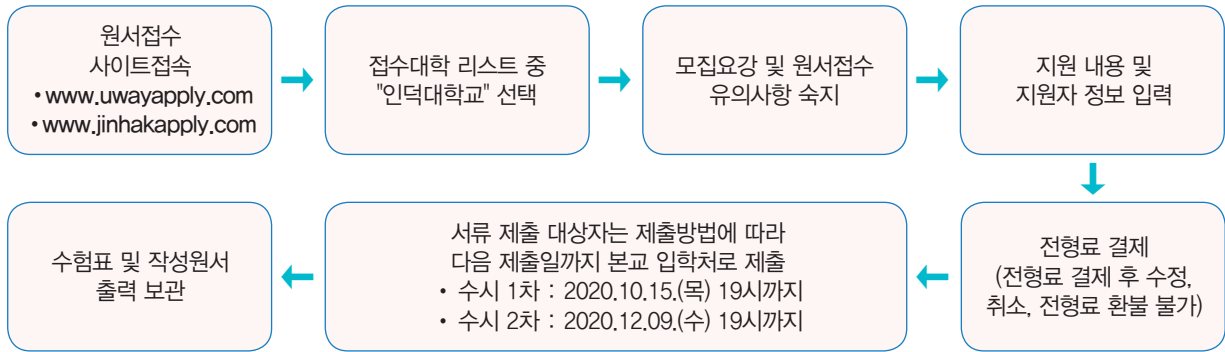 원서접수
사이트접속
• www.uwayapply.com
• www.jinhakapply.com
접수대학 리스트 중
"인덕대학교" 선택
모집요강 및 원서접수
유의사항 숙지
지원 내용 및
지원자 정보 입력
전형료 결제
(전형료 결제 후 수정,
취소, 전형료 환불 불가)
서류 제출 대상자는 제출방법에 따라
다음 제출일까지 본교 입학처로 제출
• 수시 1차 : 2020.10.15.(목) 19시까지
• 수시 2차 : 2020.12.09.(수) 19시까지
수험표 및 작성원서
출력 보관